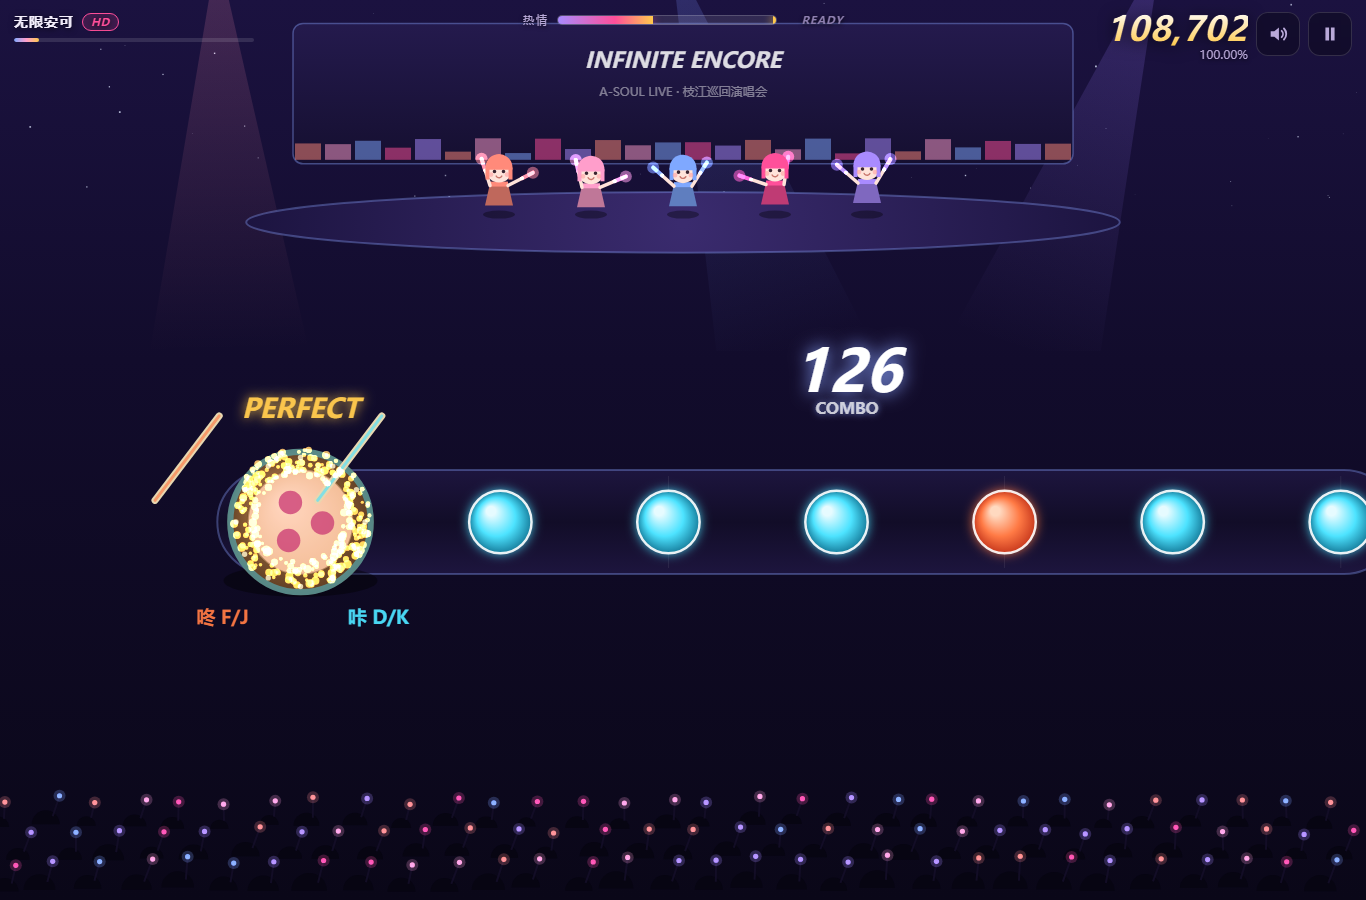 无限安可 HD
热情 READY
108,702
100.00%
INFINITE ENCORE
A-SOUL LIVE · 枝江巡回演唱会
126
COMBO
PERFECT
咚 F/J
咔 D/K